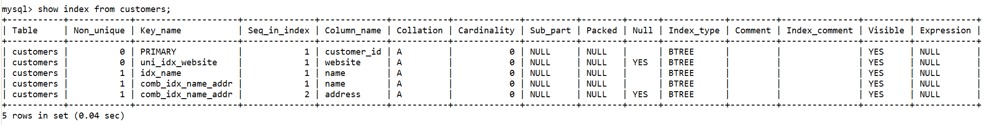 mysql> show index from customers;
+-----------+------------+-------------------+--------------+-------------+-----------+-------------+----------+--------+------+------------+---------+---------------+---------+------------+
| Table     | Non_unique | Key_name          | Seq_in_index | Column_name | Collation | Cardinality | Sub_part | Packed | Null | Index_type | Comment | Index_comment | Visible | Expression |
+-----------+------------+-------------------+--------------+-------------+-----------+-------------+----------+--------+------+------------+---------+---------------+---------+------------+
| customers |          0 | PRIMARY           |            1 | customer_id | A         |           0 | NULL     | NULL   |      | BTREE      |         |               | YES     | NULL       |
| customers |          0 | uni_idx_website   |            1 | website     | A         |           0 | NULL     | NULL   | YES  | BTREE      |         |               | YES     | NULL       |
| customers |          1 | idx_name          |            1 | name        | A         |           0 | NULL     | NULL   |      | BTREE      |         |               | YES     | NULL       |
| customers |          1 | comb_idx_name_addr |            1 | name        | A         |           0 | NULL     | NULL   |      | BTREE      |         |               | YES     | NULL       |
| customers |          1 | comb_idx_name_addr |            2 | address     | A         |           0 | NULL     | NULL   | YES  | BTREE      |         |               | YES     | NULL       |
+-----------+------------+-------------------+--------------+-------------+-----------+-------------+----------+--------+------+------------+---------+---------------+---------+------------+
5 rows in set (0.04 sec)